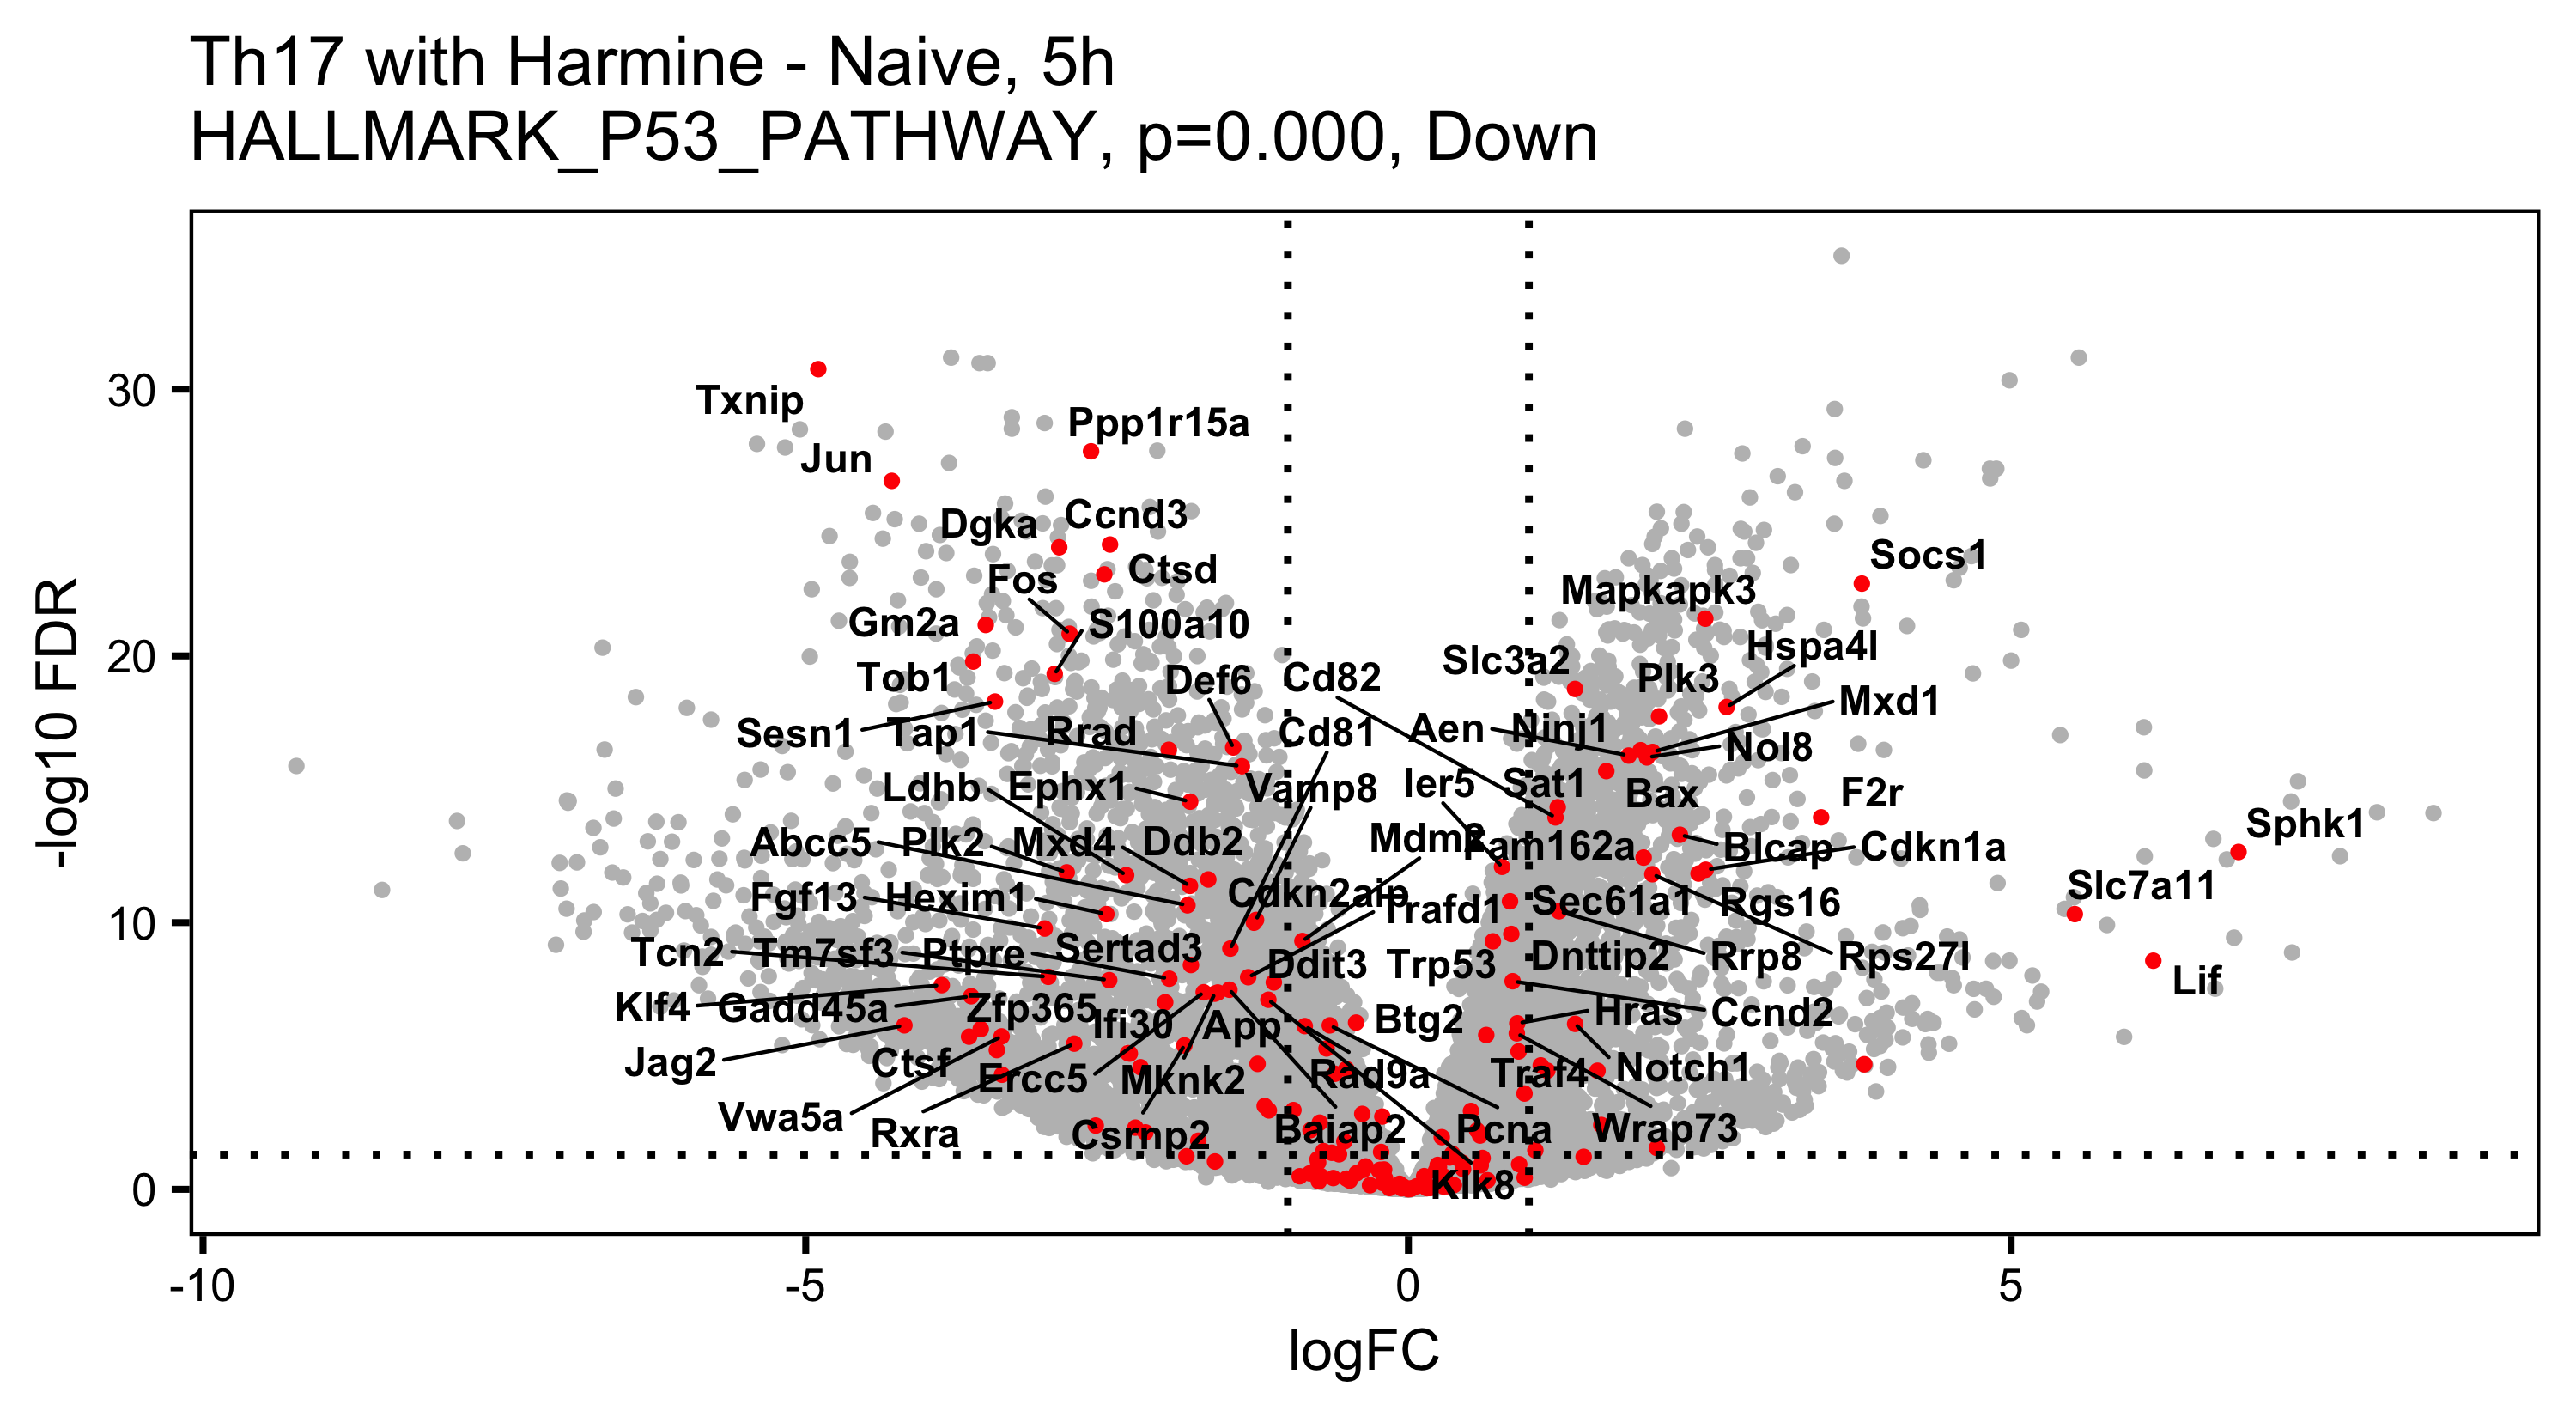 Th17 with Harmine - Naive, 5h
HALLMARK_P53_PATHWAY, p=0.000, Down
-log10 FDR
30
20
10
0
Txnip
Ppp1r15a
Jun
Dgka
Ccnd3
Ctsd
Fos
Gm2a
S100a10
Tob1
Def6
Sesn1
Tap1
Rrad
Ldhb
Ephx1
Vamp8
Cd82
Cd81
Abcc5
Plk2
Mxd4
Ddb2
Fgf13
Hexim1
Cdkn2aip
Tcn2
Tm7sf3
Ptpre
Sertad3
Klf4
Gadd45a
Zfp365
Ifi30
App
Jag2
Ctsf
Ercc5
Mknk2
Rad9a
Vwa5a
Rxra
Csrnp2
Baiap2
Pcna
Klk8
Socs1
Mapkapk3
Hspa4l
Slc3a2
Plk3
Mxd1
Aen
Ninj1
Nol8
Ier5
Sat1
Bax
F2r
Sphk1
Mdm2
Fam162a
Blcap
Cdkn1a
Slc7a11
Trafd1
Sec61a1
Rgs16
Ddit3
Trp53
Dnttip2
Rrp8
Rps27l
Lif
Btg2
Hras
Ccnd2
Traf4
Notch1
Wrap73
-10
-5
0
5
logFC